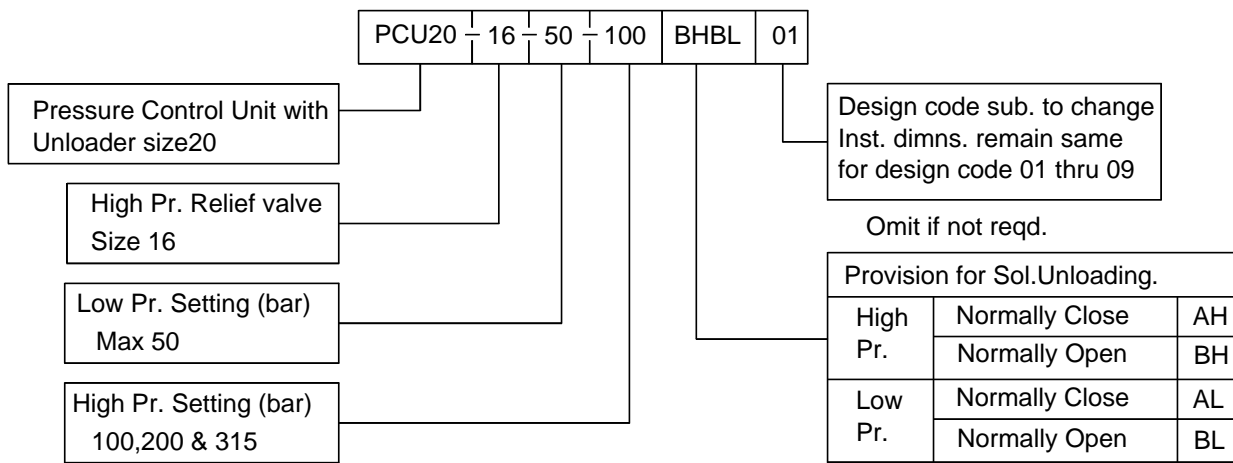 PCU20 - 16 - 50 - 100 BHBL 01
Pressure Control Unit with
Unloader size20
High Pr. Relief valve
Size 16
Low Pr. Setting (bar)
Max 50
High Pr. Setting (bar)
100,200 & 315
Design code sub. to change
Inst. dimns. remain same
for design code 01 thru 09
Omit if not reqd.
Provision for Sol.Unloading.
High Pr. Normally Close AH
Normally Open BH
Low Pr. Normally Close AL
Normally Open BL